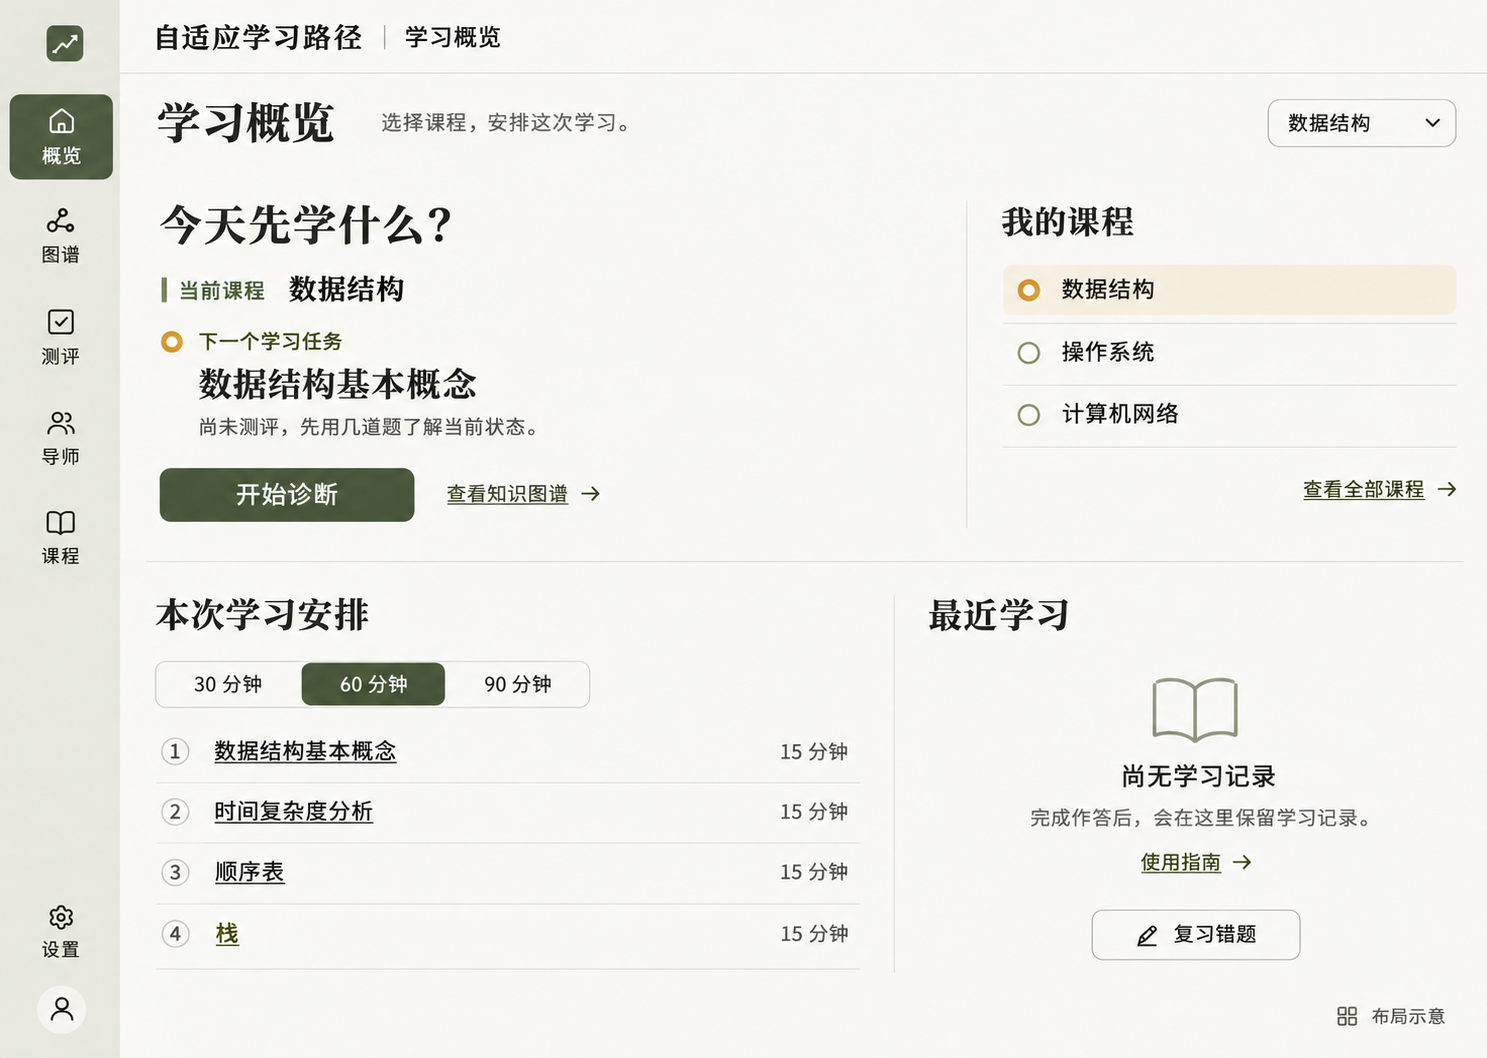 自适应学习路径 | 学习概览
概览
图谱
测评
导师
课程
设置
学习概览
选择课程，安排这次学习。
数据结构
今天先学什么？
当前课程 数据结构
下一个学习任务
数据结构基本概念
尚未测评，先用几道题了解当前状态。
开始诊断
查看知识图谱 →
我的课程
数据结构
操作系统
计算机网络
查看全部课程 →
本次学习安排
30 分钟 60 分钟 90 分钟
1 数据结构基本概念 15 分钟
2 时间复杂度分析 15 分钟
3 顺序表 15 分钟
4 栈 15 分钟
最近学习
尚无学习记录
完成作答后，会在这里保留学习记录。
使用指南 →
复习错题
布局示意